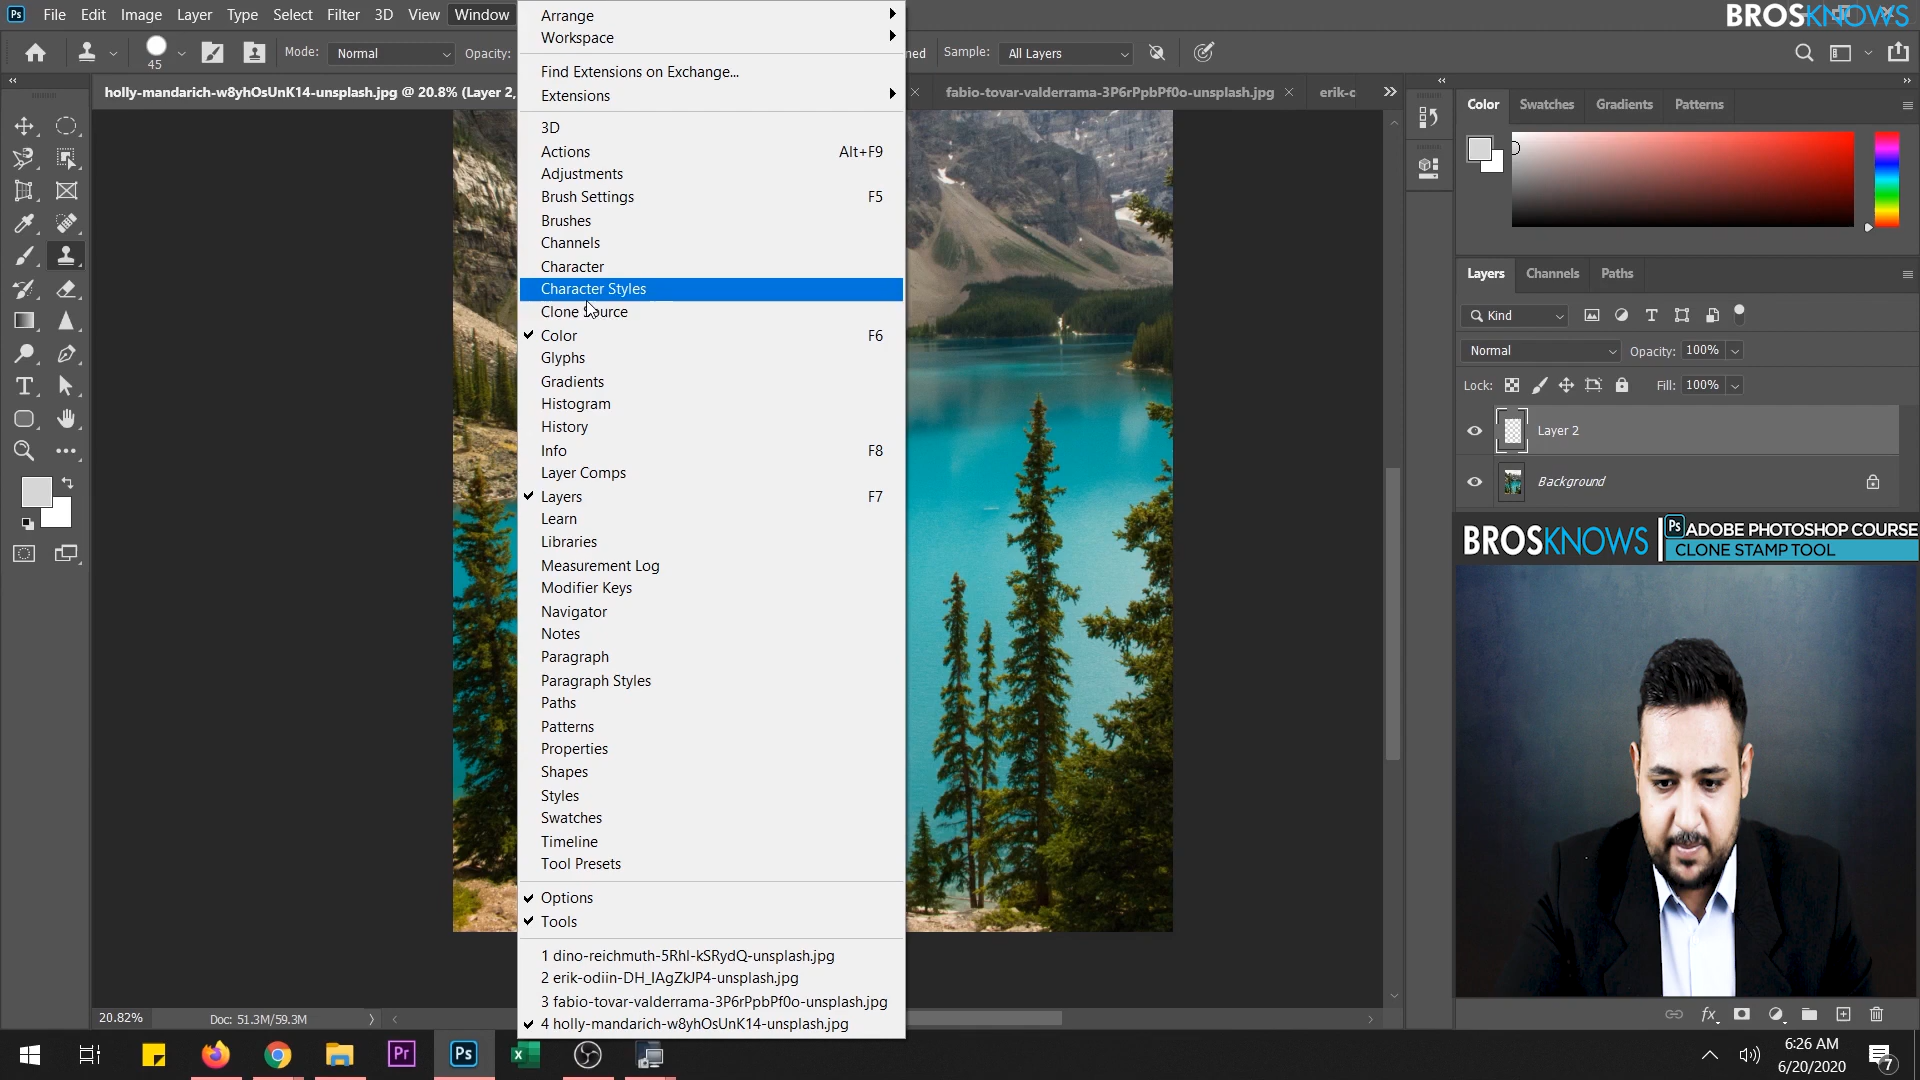 File Edit Image Layer Type Select Filter 3D View Window
BROSKNOWS
45
Mode: Normal Opacity:
Sample: All Layers
holly-mandarich-w8yhOsUnK14-unsplash.jpg @ 20.8% (Layer 2,
fabio-tovar-valderrama-3P6rPpbPf0o-unsplash.jpg
erik-c
Arrange
Workspace
Find Extensions on Exchange...
Extensions
3D
Actions Alt+F9
Adjustments
Brush Settings F5
Brushes
Channels
Character
Character Styles
Clone Source
Color F6
Glyphs
Gradients
Histogram
History
Info F8
Layer Comps
Layers F7
Learn
Libraries
Measurement Log
Modifier Keys
Navigator
Notes
Paragraph
Paragraph Styles
Paths
Patterns
Properties
Shapes
Styles
Swatches
Timeline
Tool Presets
Options
Tools
1 dino-reichmuth-5Rhl-kSRydQ-unsplash.jpg
2 erik-odiin-DH_IAgZkJP4-unsplash.jpg
3 fabio-tovar-valderrama-3P6rPpbPf0o-unsplash.jpg
4 holly-mandarich-w8yhOsUnK14-unsplash.jpg
Color Swatches Gradients Patterns
Layers Channels Paths
Kind
Normal Opacity: 100%
Lock: Fill: 100%
Layer 2
Background
BROSKNOWS
Ps ADOBE PHOTOSHOP COURSE
CLONE STAMP TOOL
fx
20.82% Doc: 51.3M/59.3M
Pr
Ps
6:26 AM
6/20/2020
7